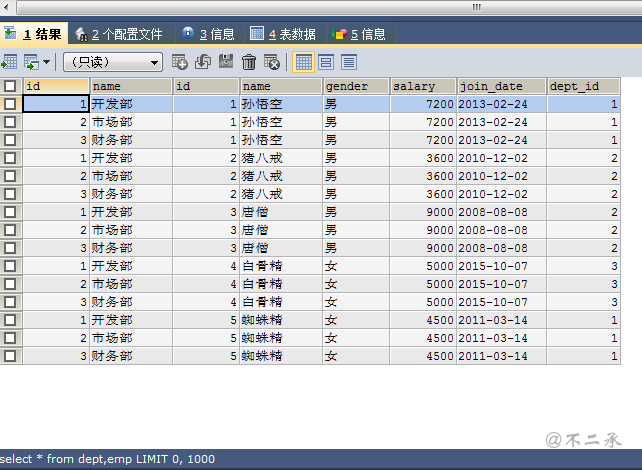 1 结果 2 个配置文件 3 信息 4 表数据 5 信息
(只读)
id name id name gender salary join_date dept_id
1 开发部 1 孙悟空 男 7200 2013-02-24 1
2 市场部 1 孙悟空 男 7200 2013-02-24 1
3 财务部 1 孙悟空 男 7200 2013-02-24 1
1 开发部 2 猪八戒 男 3600 2010-12-02 2
2 市场部 2 猪八戒 男 3600 2010-12-02 2
3 财务部 2 猪八戒 男 3600 2010-12-02 2
1 开发部 3 唐僧 男 9000 2008-08-08 2
2 市场部 3 唐僧 男 9000 2008-08-08 2
3 财务部 3 唐僧 男 9000 2008-08-08 2
1 开发部 4 白骨精 女 5000 2015-10-07 3
2 市场部 4 白骨精 女 5000 2015-10-07 3
3 财务部 4 白骨精 女 5000 2015-10-07 3
1 开发部 5 蜘蛛精 女 4500 2011-03-14 1
2 市场部 5 蜘蛛精 女 4500 2011-03-14 1
3 财务部 5 蜘蛛精 女 4500 2011-03-14 1
@不二承
select * from dept,emp LIMIT 0, 1000